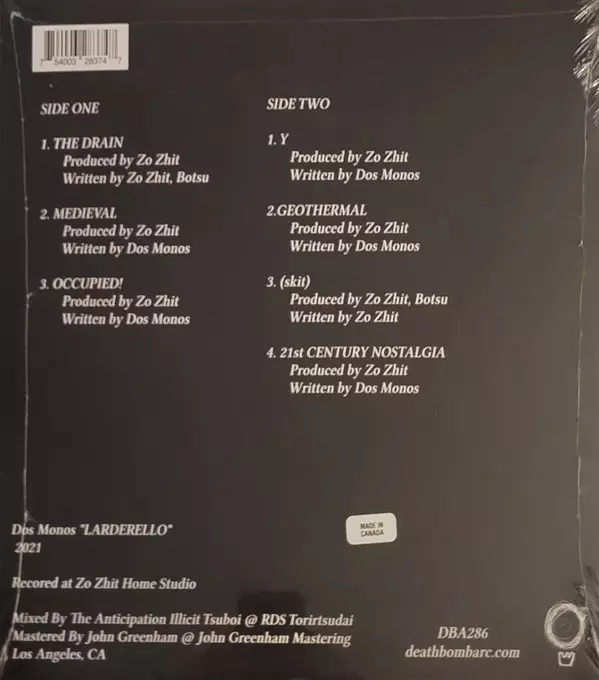 7 54003 28374 7
SIDE ONE
1. THE DRAIN
Produced by Zo Zhit
Written by Zo Zhit, Botsu
2. MEDIEVAL
Produced by Zo Zhit
Written by Dos Monos
3. OCCUPIED!
Produced by Zo Zhit
Written by Dos Monos
SIDE TWO
1. Y
Produced by Zo Zhit
Written by Dos Monos
2.GEOTHERMAL
Produced by Zo Zhit
Written by Dos Monos
3. (skit)
Produced by Zo Zhit, Botsu
Written by Zo Zhit
4. 21st CENTURY NOSTALGIA
Produced by Zo Zhit
Written by Dos Monos
MADE IN
CANADA
Dos Monos "LARDERELLO"
2021
Recored at Zo Zhit Home Studio
Mixed By The Anticipation Illicit Tsuboi @ RDS Torirtsudai
Mastered By John Greenham @ John Greenham Mastering
Los Angeles, CA
DBA286
deathbombarc.com